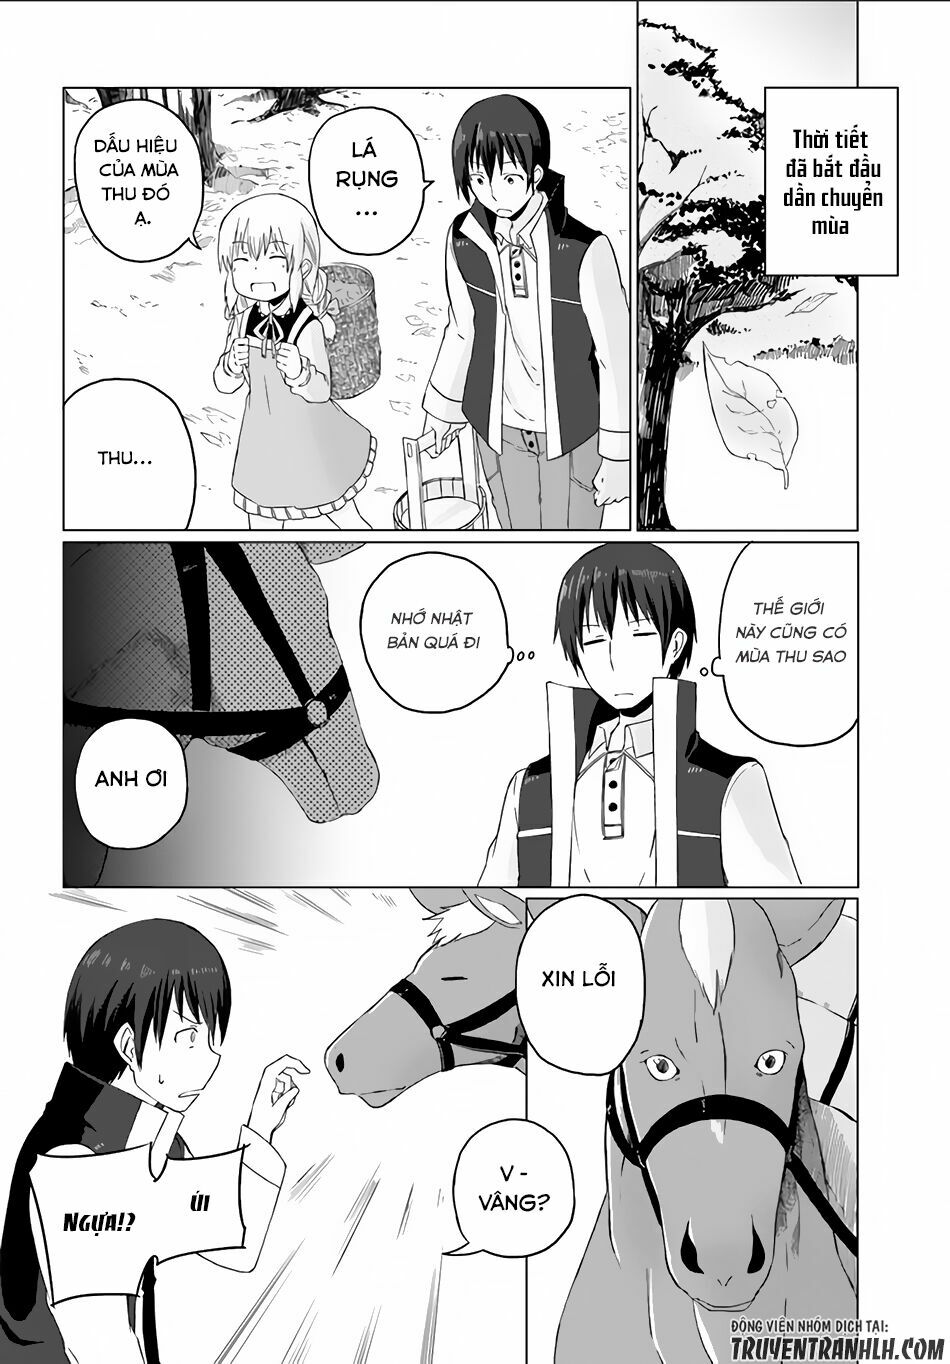 Thời tiết
đã bắt đầu
dần chuyển
mùa
LÁ
RỤNG
...
DẤU HIỆU
CỦA MÙA
THU ĐÓ
Ạ.
THU...
THẾ GIỚI
NÀY CŨNG CÓ
MÙA THU SAO
NHỚ NHẬT
BẢN QUÁ ĐI
ANH ƠI
XIN LỖI
V -
VÂNG?
ÚI
NGỰA!?
ĐỘNG VIÊN NHÓM DỊCH TẠI:
TRUYENTRANHLH.COM